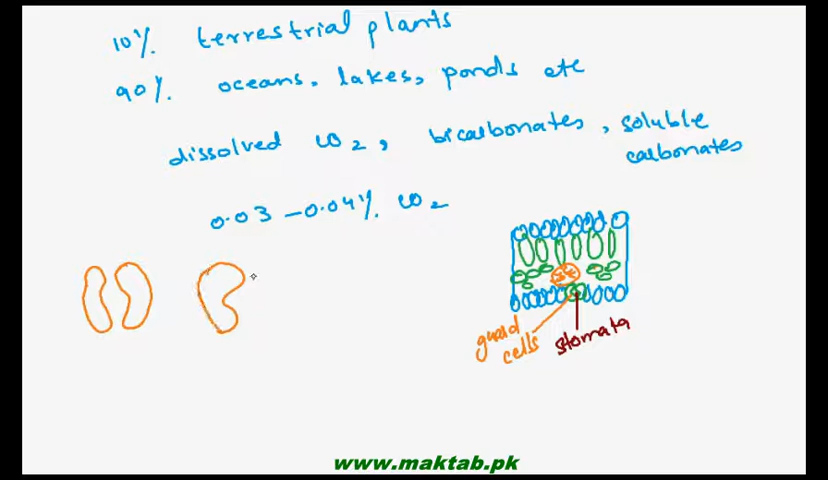 10% terrestrial plants
90% oceans, lakes, ponds etc
dissolved CO2, bicarbonates, soluble
carbonates
0.03 - 0.04% CO2
guard
cells
stomata
www.maktab.pk